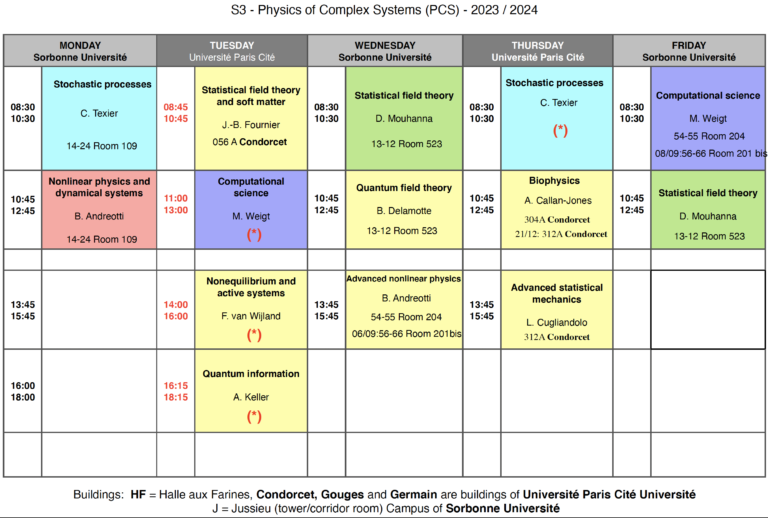 S3 - Physics of Complex Systems (PCS) - 2023 / 2024
MONDAY
Sorbonne Université
TUESDAY
Université Paris Cité
WEDNESDAY
Sorbonne Université
THURSDAY
Université Paris Cité
FRIDAY
Sorbonne Université
08:30
10:30
Stochastic processes
C. Texier
14-24 Room 109
08:45
10:45
Statistical field theory
and soft matter
J.-B. Fournier
056 A Condorcet
08:30
10:30
Statistical field theory
D. Mouhanna
13-12 Room 523
08:30
10:30
Stochastic processes
C. Texier
(*)
08:30
10:30
Computational science
M. Weigt
54-55 Room 204
08/09:56-66 Room 201 bis
10:45
12:45
Nonlinear physics and
dynamical systems
B. Andreotti
14-24 Room 109
11:00
13:00
Computational
science
M. Weigt
(*)
10:45
12:45
Quantum field theory
B. Delamotte
13-12 Room 523
10:45
12:45
Biophysics
A. Callan-Jones
304A Condorcet
21/12: 312A Condorcet
10:45
12:45
Statistical field theory
D. Mouhanna
13-12 Room 523
13:45
15:45
14:00
16:00
Nonequilibrium and
active systems
F. van Wijland
(*)
13:45
15:45
Advanced nonlinear physics
B. Andreotti
54-55 Room 204
06/09:56-66 Room 201bis
13:45
15:45
Advanced statistical
mechanics
L. Cugliandolo
312A Condorcet
16:00
18:00
16:15
18:15
Quantum information
A. Keller
(*)
Buildings: HF = Halle aux Farines, Condorcet, Gouges and Germain are buildings of Université Paris Cité Université
J = Jussieu (tower/corridor room) Campus of Sorbonne Université